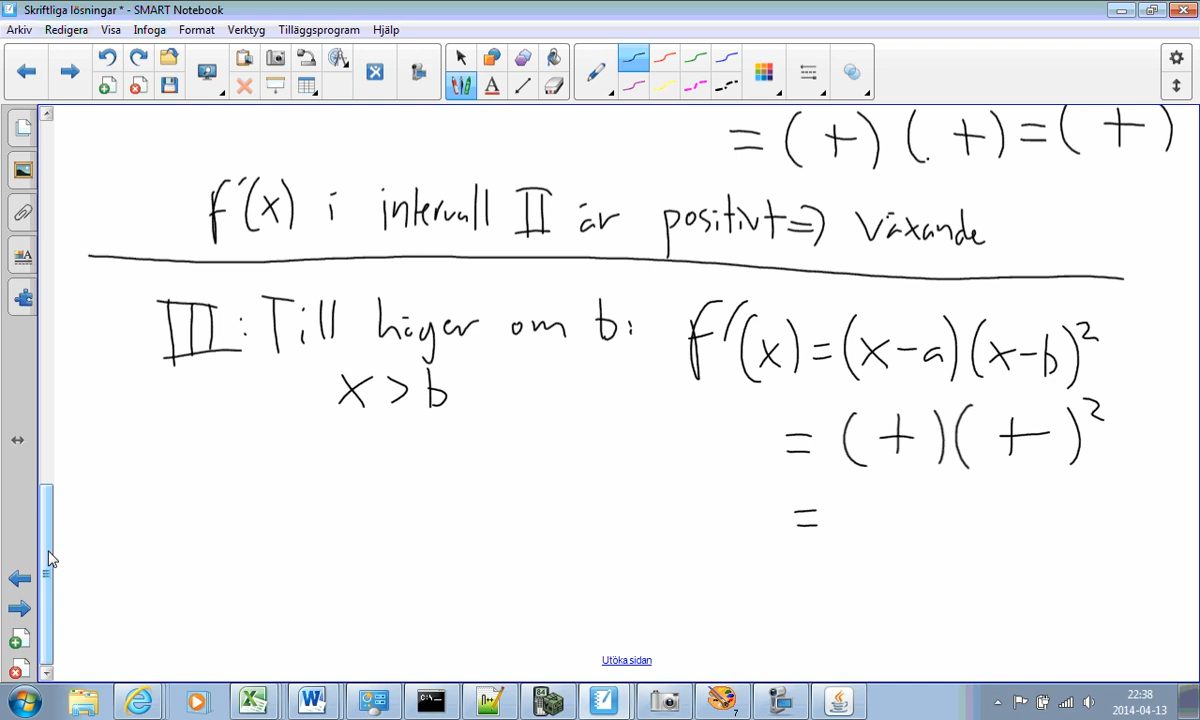 Skriftliga lösningar * - SMART Notebook
Arkiv Redigera Visa Infoga Format Verktyg Tilläggsprogram Hjälp
= ( + ) ( + ) = ( + )
f'(x) i intervall II är positivt => växande
III: Till höger om b: f'(x) = (x-a)(x-b)²
x > b
= ( + )( + )²
=
Utöka sidan
22:38
2014-04-13